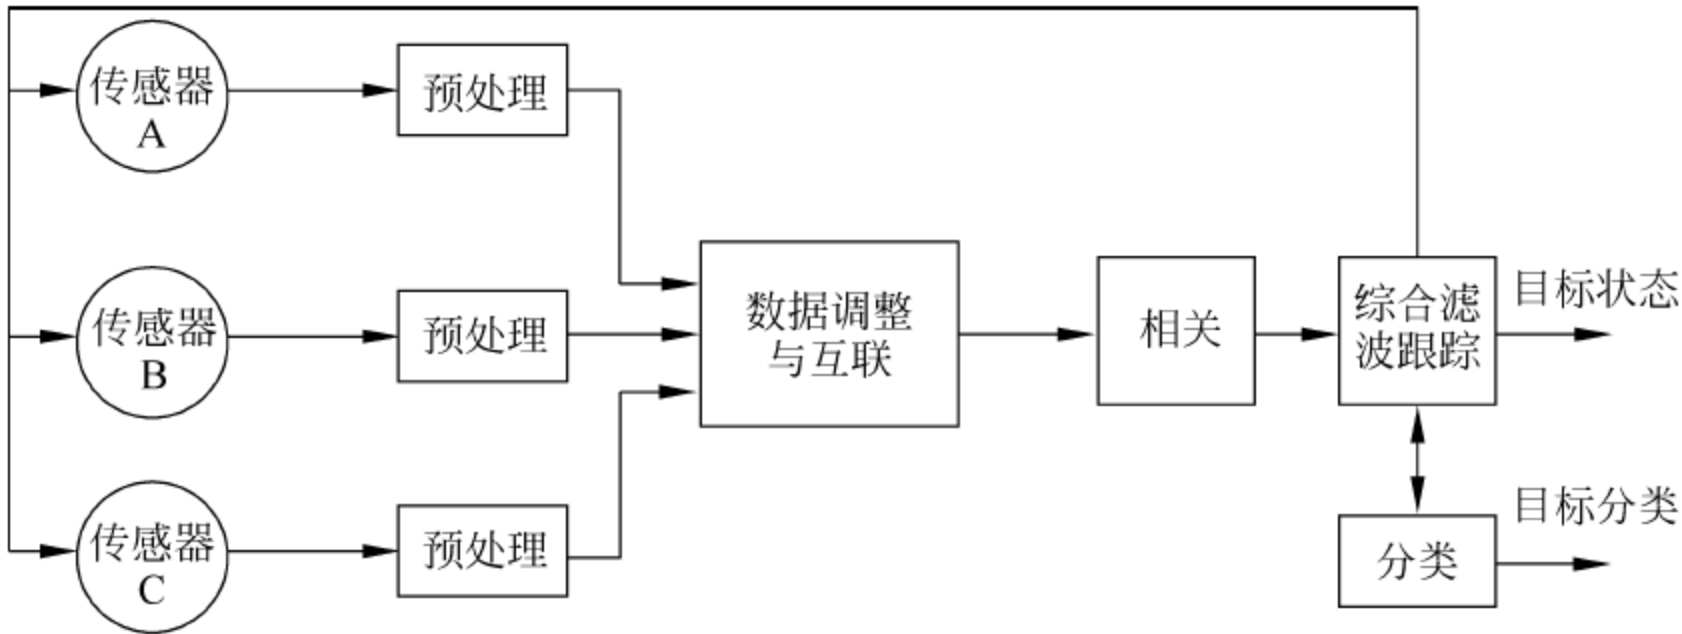 传感器
A
预处理
传感器
B
预处理
传感器
C
预处理
数据调整
与互联
相关
综合滤
波跟踪
目标状态
分类
目标分类